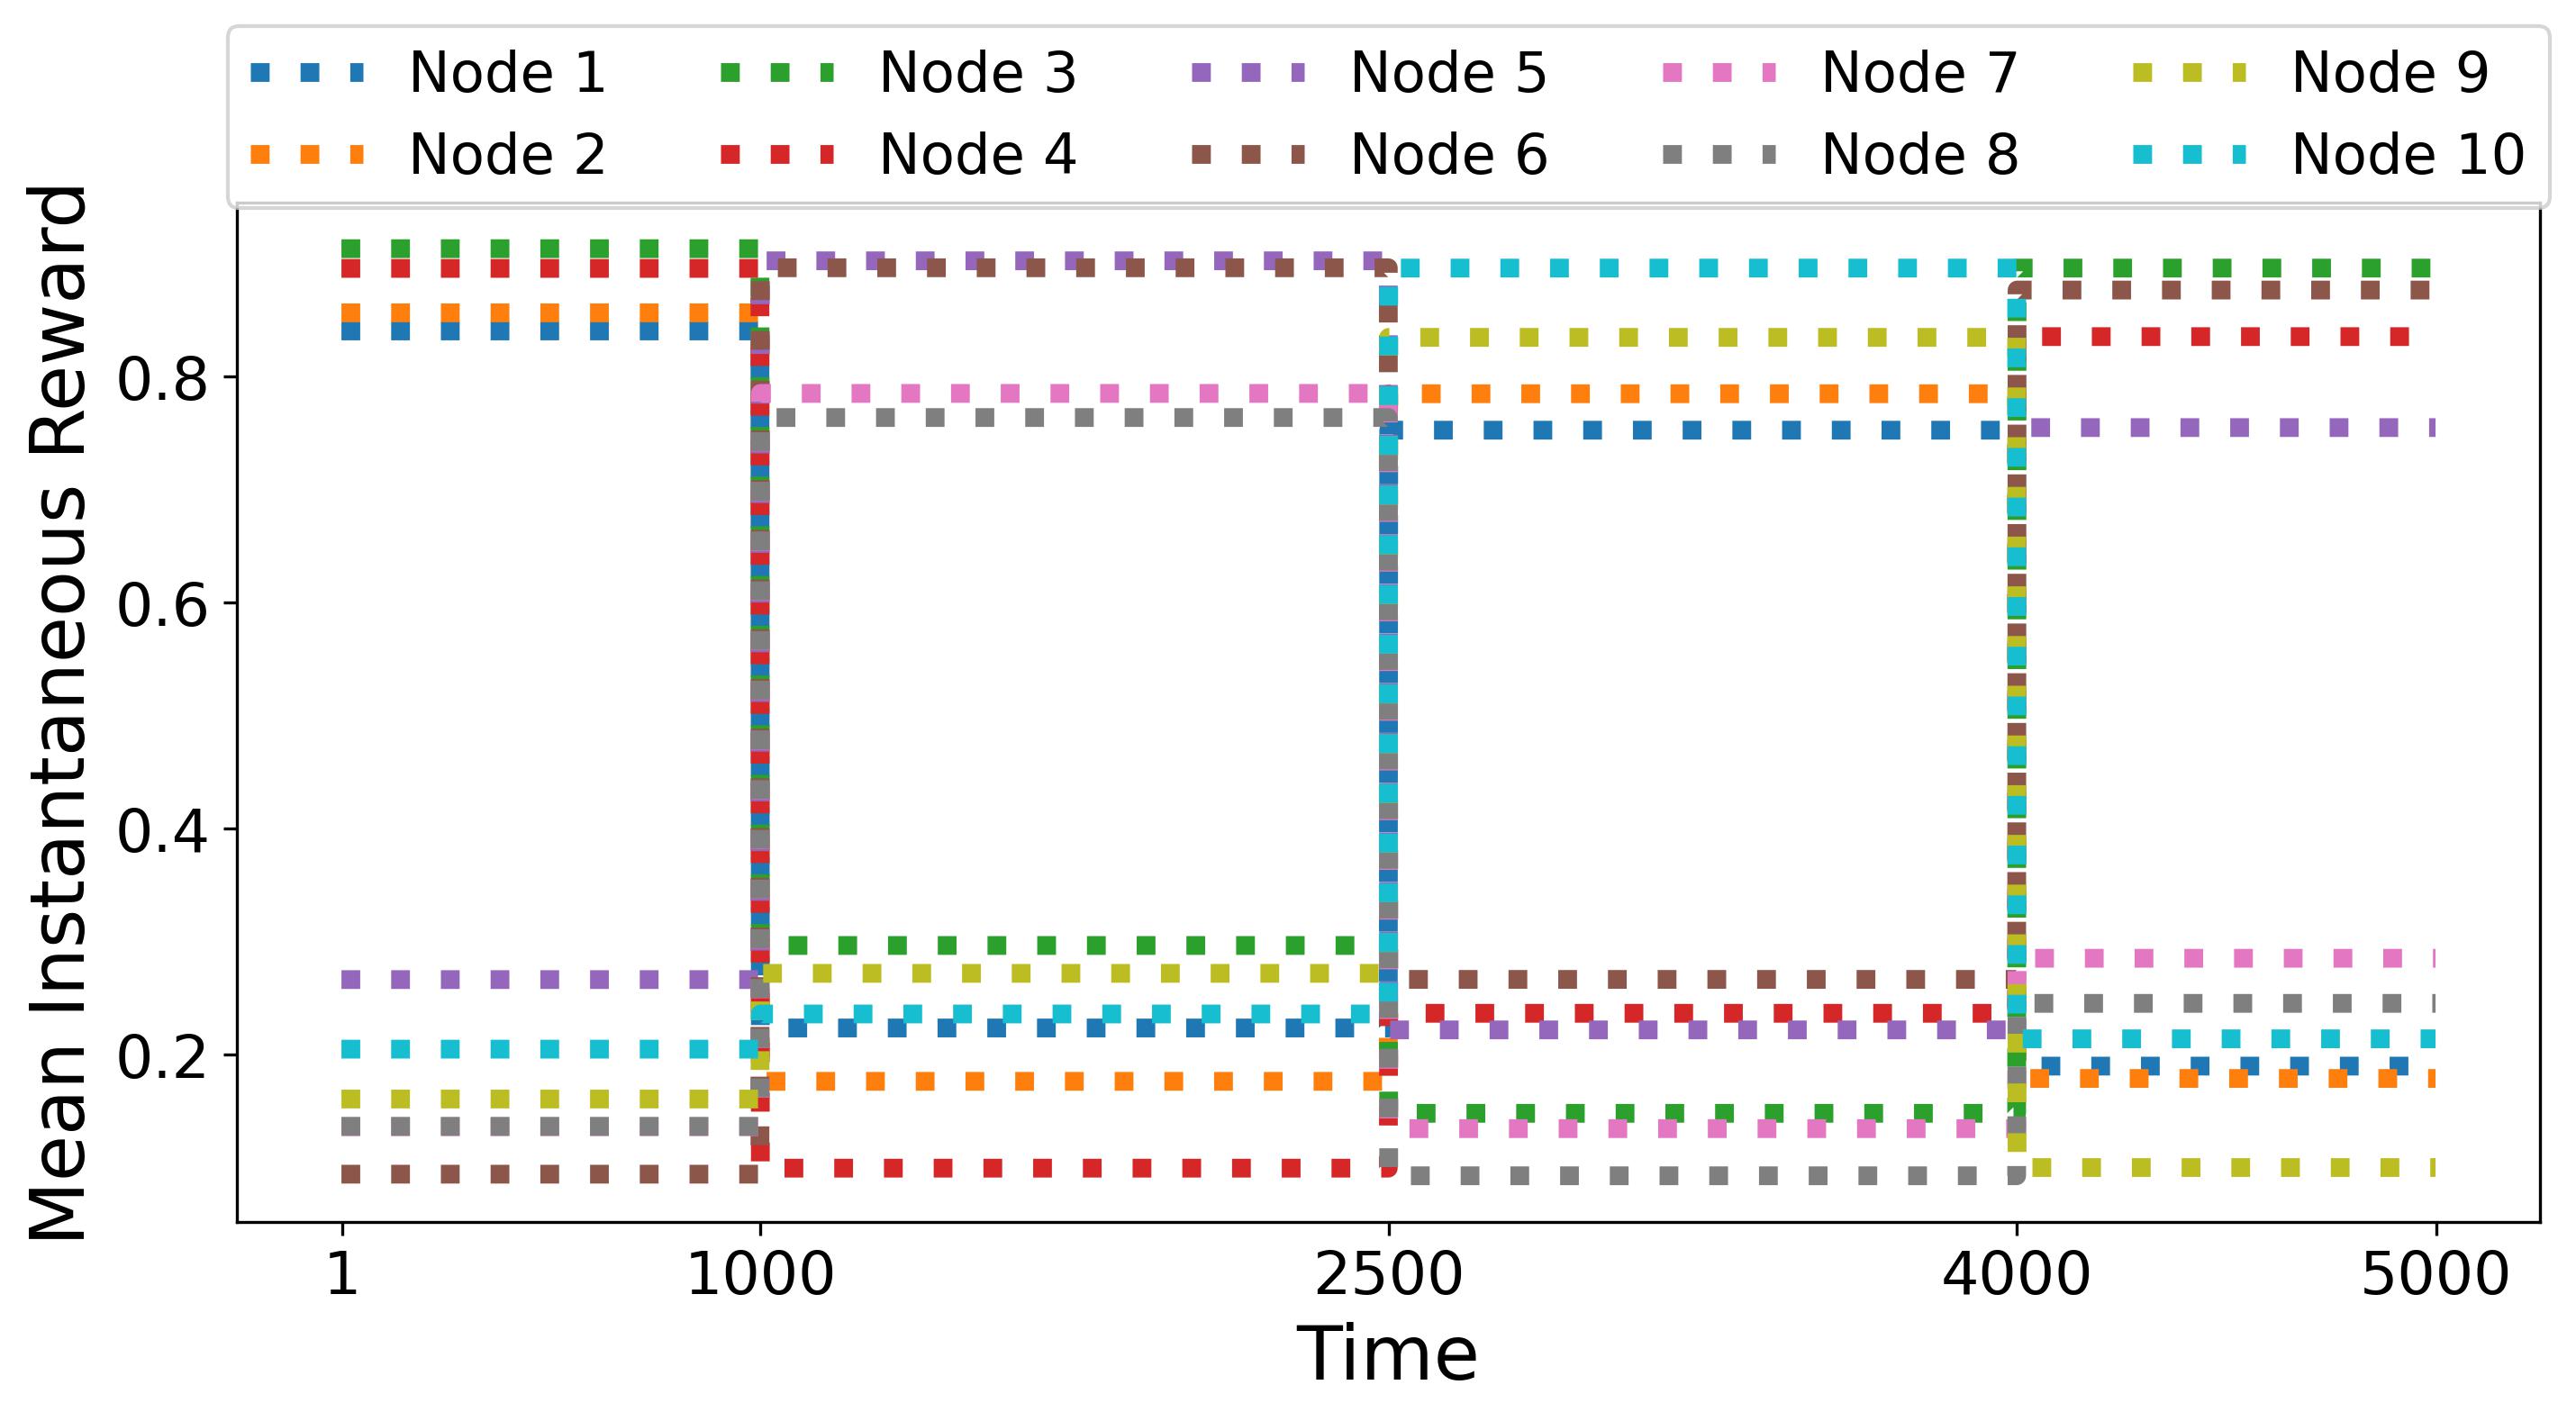 Node 1 Node 3 Node 5 Node 7 Node 9
Node 2 Node 4 Node 6 Node 8 Node 10
Mean Instantaneous Reward
0.8
0.6
0.4
0.2
1 1000 2500 4000 5000
Time